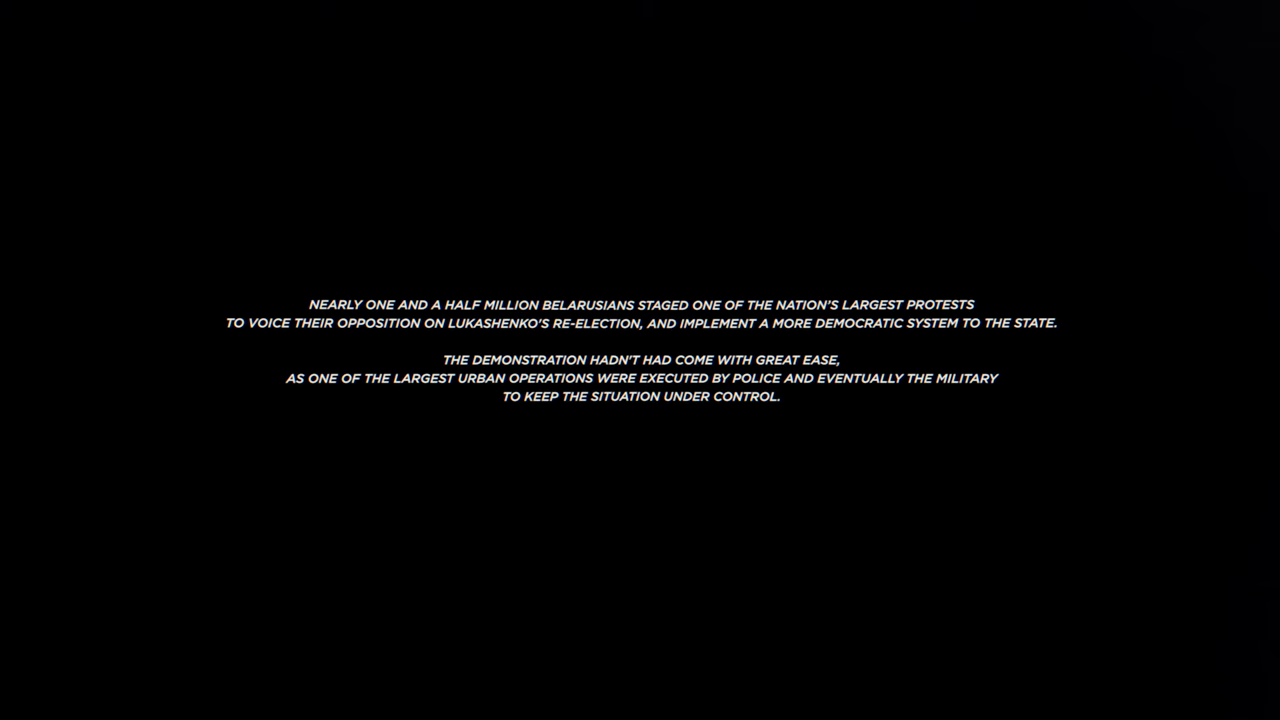 NEARLY ONE AND A HALF MILLION BELARUSIANS STAGED ONE OF THE NATION'S LARGEST PROTESTS
TO VOICE THEIR OPPOSITION ON LUKASHENKO'S RE-ELECTION, AND IMPLEMENT A MORE DEMOCRATIC SYSTEM TO THE STATE.
THE DEMONSTRATION HADN'T HAD COME WITH GREAT EASE,
AS ONE OF THE LARGEST URBAN OPERATIONS WERE EXECUTED BY POLICE AND EVENTUALLY THE MILITARY
TO KEEP THE SITUATION UNDER CONTROL.